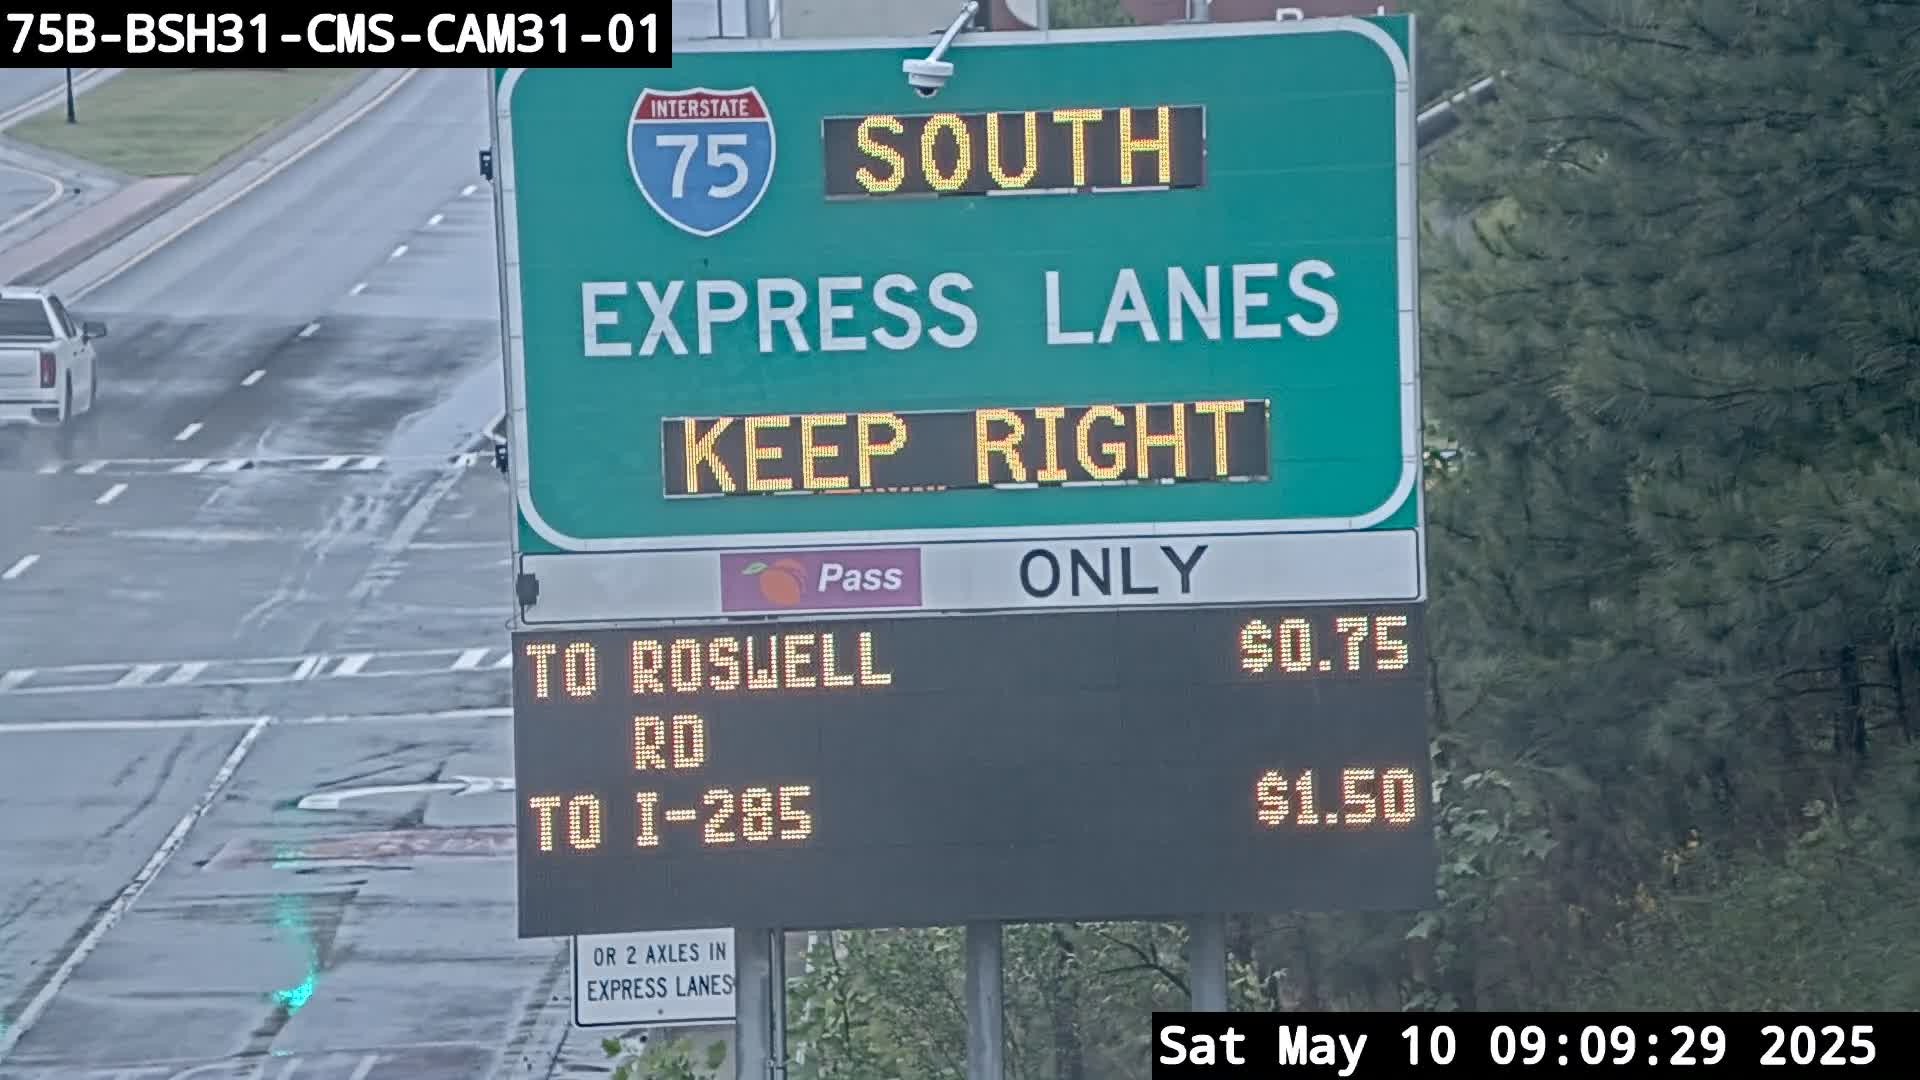 75B-BSH31-CMS-CAM31-01
INTERSTATE
75
SOUTH
EXPRESS LANES
KEEP RIGHT
Pass ONLY
TO ROSWELL $0.75
RD
TO I-285 $1.50
OR 2 AXLES IN
EXPRESS LANES
Sat May 10 09:09:29 2025